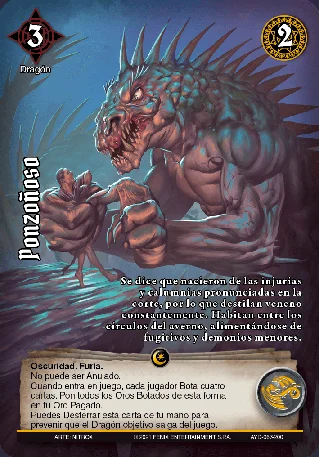 3
2
Dragón
Ponzoñoso
Se dice que nacieron de las injurias
y calumnias pronunciadas en la
corte, por lo que destilan veneno
constantemente. Habitan entre los
círculos del averno, alimentándose de
fugitivos y demonios menores.
Oscuridad. Furia.
No puede ser Anulado.
Cuando entra en juego, cada jugador Bota cuatro
cartas. Pon todos los Oros Botados de esta forma
en tu Oro Pagado.
Puedes Desterrar esta carta de tu mano para
prevenir que el Dragón objetivo salga del juego.
ENTERTAINMENT S.P.A.